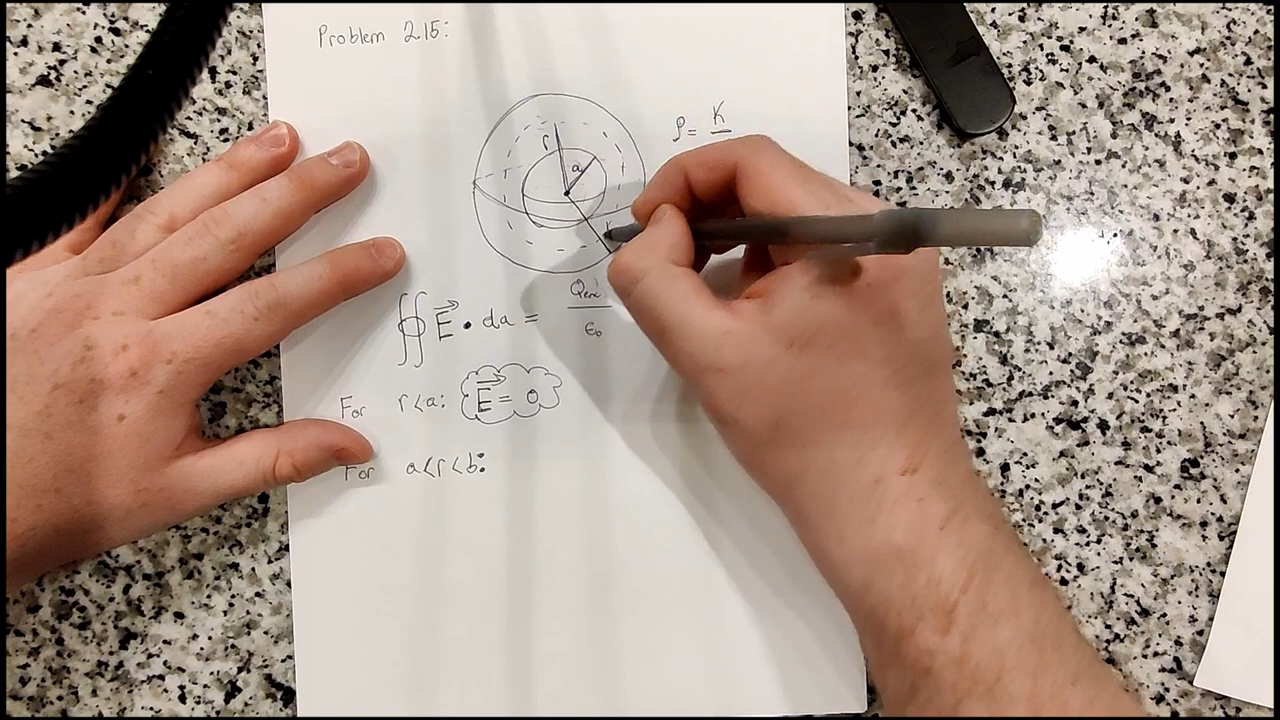 Problem 2.15:
ρ = K
r a
∯ E⃗ • da = Qenc / ϵ₀
For r<a: E⃗ = 0
For a<r<b: